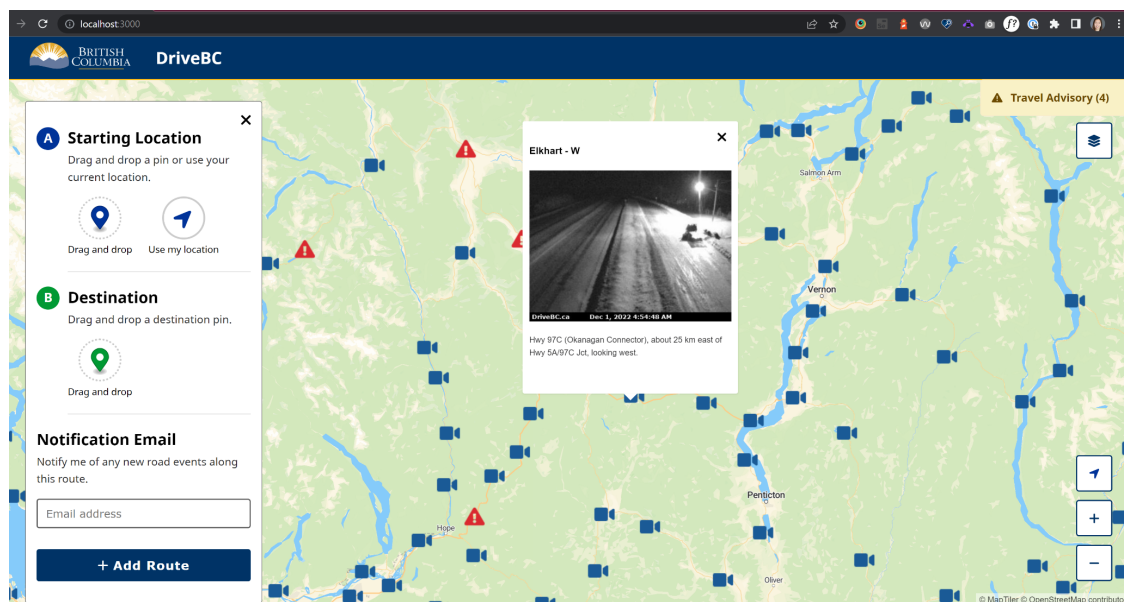 localhost:3000
BRITISH
COLUMBIA
DriveBC
Travel Advisory (4)
A
Starting Location
Drag and drop a pin or use your
current location.
Drag and drop
Use my location
B
Destination
Drag and drop a destination pin.
Drag and drop
Notification Email
Notify me of any new road events along
this route.
Email address
+ Add Route
Elkhart - W
DriveBC.ca Dec 1, 2022 4:54:48 AM
Hwy 97C (Okanagan Connector), about 25 km east of
Hwy 5A/97C Jct, looking west.
Salmon Arm
Vernon
Penticton
Hope
Oliver
+
−
© MapTiler © OpenStreetMap contributo